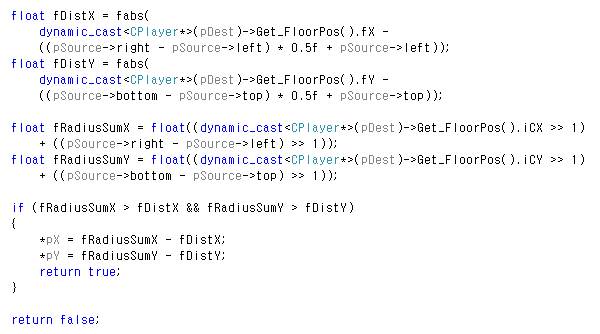 float fDistX = fabs(
dynamic_cast<CPlayer*>(pDest)->Get_FloorPos().fX -
((pSource->right - pSource->left) * 0.5f + pSource->left));
float fDistY = fabs(
dynamic_cast<CPlayer*>(pDest)->Get_FloorPos().fY -
((pSource->bottom - pSource->top) * 0.5f + pSource->top));
float fRadiusSumX = float((dynamic_cast<CPlayer*>(pDest)->Get_FloorPos().iCX >> 1)
+ ((pSource->right - pSource->left) >> 1));
float fRadiusSumY = float((dynamic_cast<CPlayer*>(pDest)->Get_FloorPos().iCY >> 1)
+ ((pSource->bottom - pSource->top) >> 1));
if (fRadiusSumX > fDistX && fRadiusSumY > fDistY)
{
*pX = fRadiusSumX - fDistX;
*pY = fRadiusSumY - fDistY;
return true;
}
return false;